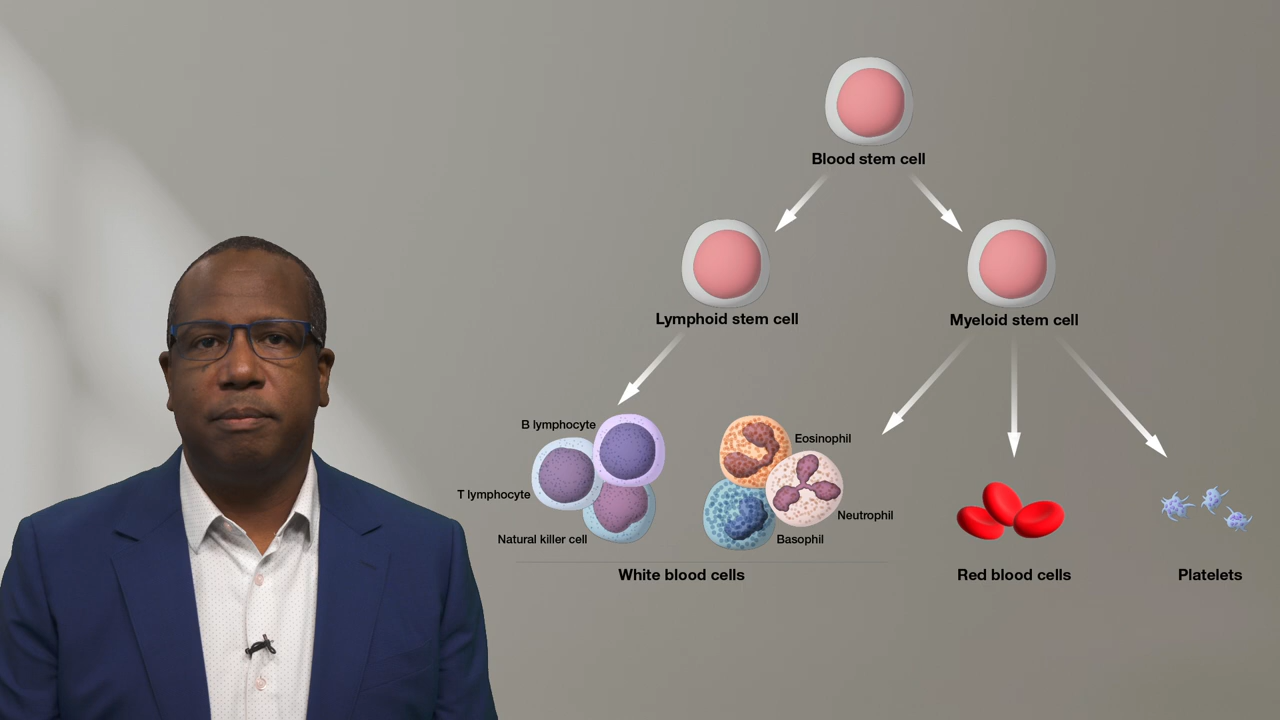 Blood stem cell
Lymphoid stem cell
Myeloid stem cell
B lymphocyte
Eosinophil
T lymphocyte
Neutrophil
Natural killer cell
Basophil
White blood cells
Red blood cells
Platelets